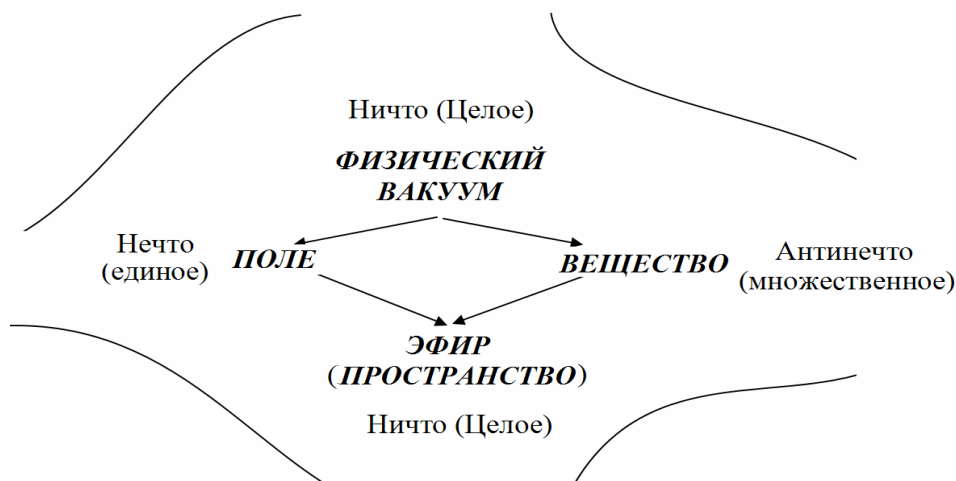 Ничто (Целое)
ФИЗИЧЕСКИЙ
ВАКУУМ
Нечто
(единое)
ПОЛЕ
ВЕЩЕСТВО
Антинечто
(множественное)
ЭФИР
(ПРОСТРАНСТВО)
Ничто (Целое)